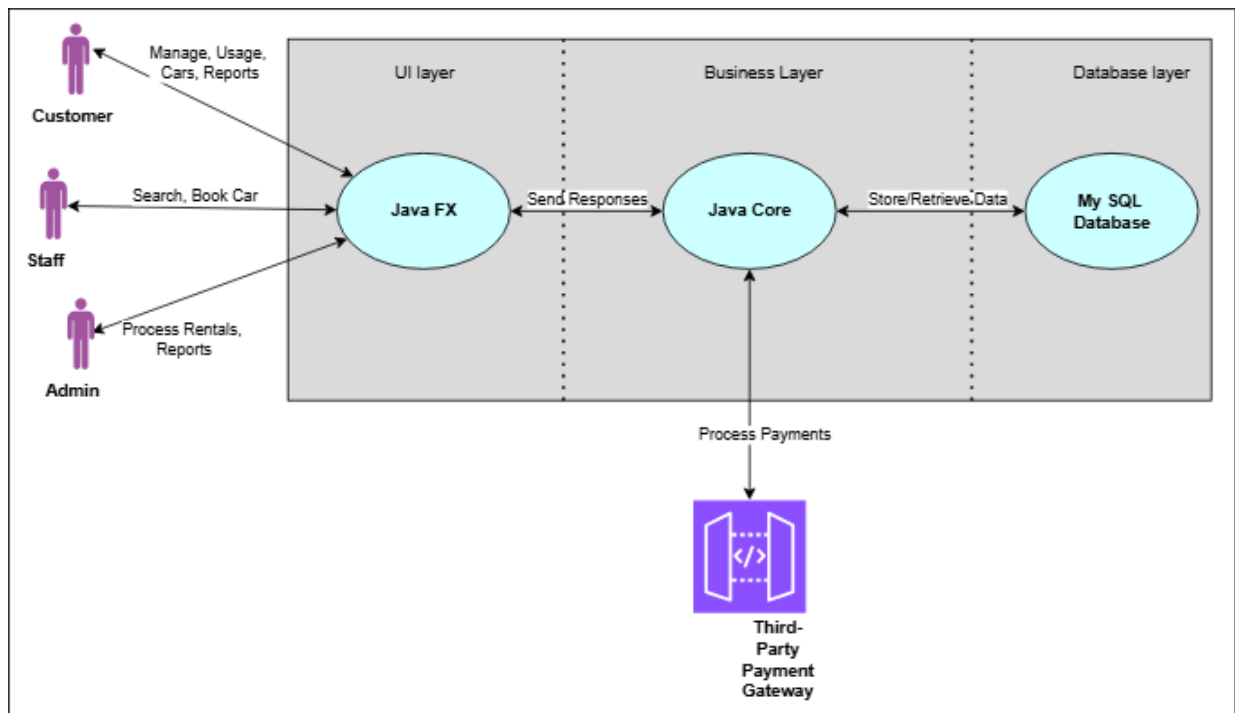 Manage, Usage,
Cars, Reports
Customer
UI layer
Business Layer
Database layer
Search, Book Car
Staff
Java FX
Send Responses
Java Core
Store/Retrieve Data
My SQL
Database
Process Rentals,
Reports
Admin
Process Payments
Third-
Party
Payment
Gateway